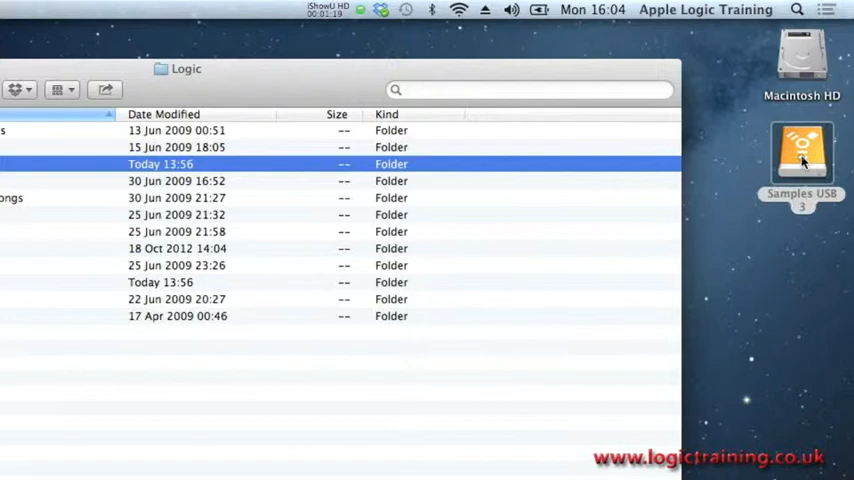 iShowU HD
00:01:19
Mon 16:04 Apple Logic Training
Logic
Macintosh HD
Date Modified Size Kind
s 13 Jun 2009 00:51 -- Folder
15 Jun 2009 18:05 -- Folder
Today 13:56 -- Folder
30 Jun 2009 16:52 -- Folder
ongs 30 Jun 2009 21:27 -- Folder
25 Jun 2009 21:32 -- Folder
25 Jun 2009 21:58 -- Folder
18 Oct 2012 14:04 -- Folder
25 Jun 2009 23:26 -- Folder
Today 13:56 -- Folder
22 Jun 2009 20:27 -- Folder
17 Apr 2009 00:46 -- Folder
Samples USB
3
www.logictraining.co.uk